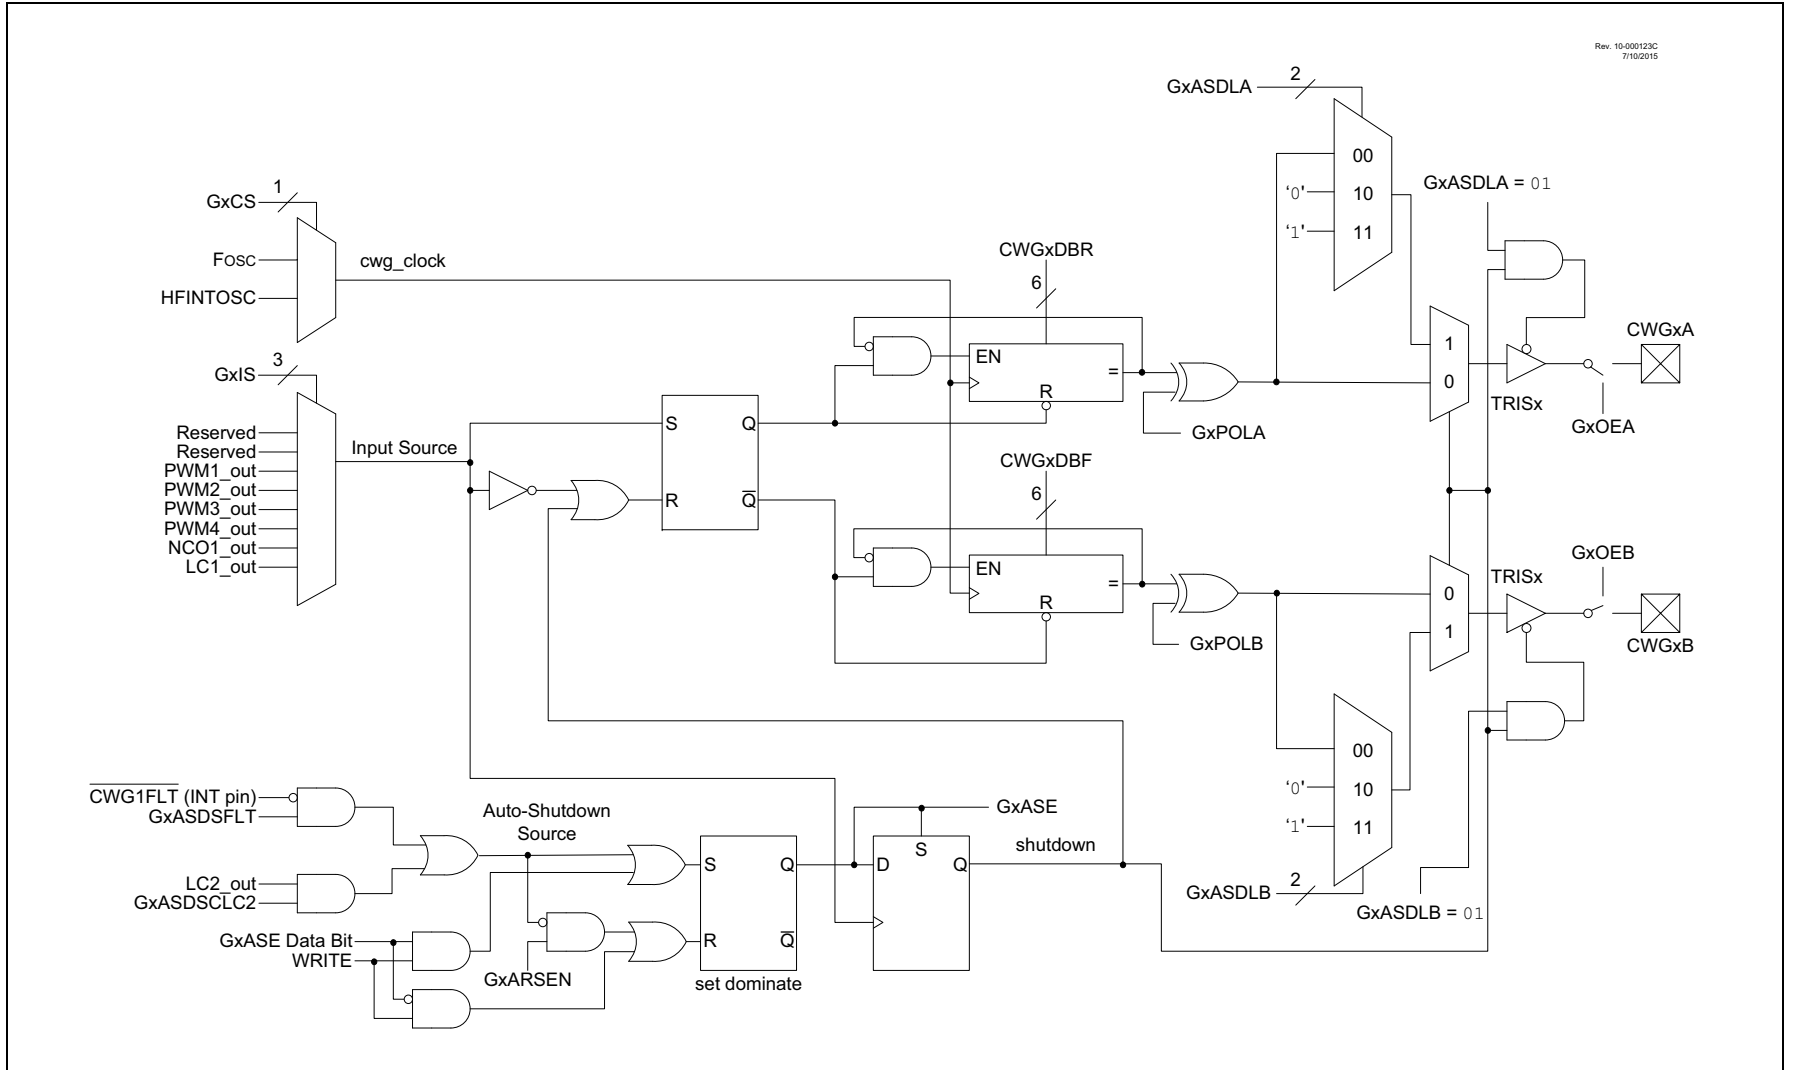 Rev. 10-000123C
7/10/2015
GxASDLA
2
00
'0'
10
'1'
11
GxASDLA = 01
GxCS
1
FOSC
HFINTOSC
cwg_clock
CWGxDBR
6
EN
=
R
GxPOLA
1
0
TRISx
CWGxA
GxOEA
GxIS
3
Reserved
Reserved
PWM1_out
PWM2_out
PWM3_out
PWM4_out
NCO1_out
LC1_out
Input Source
S
Q
R
Q̅
CWGxDBF
6
EN
=
R
GxPOLB
0
1
TRISx
GxOEB
CWGxB
00
'0'
10
'1'
11
GxASDLB
2
GxASDLB = 01
C̅W̅G̅1̅F̅L̅T̅ (INT pin)
GxASDSFLT
LC2_out
GxASDSCLC2
Auto-Shutdown
Source
GxASE Data Bit
WRITE
GxARSEN
S
Q
R
Q̅
set dominate
GxASE
S
D
Q
shutdown